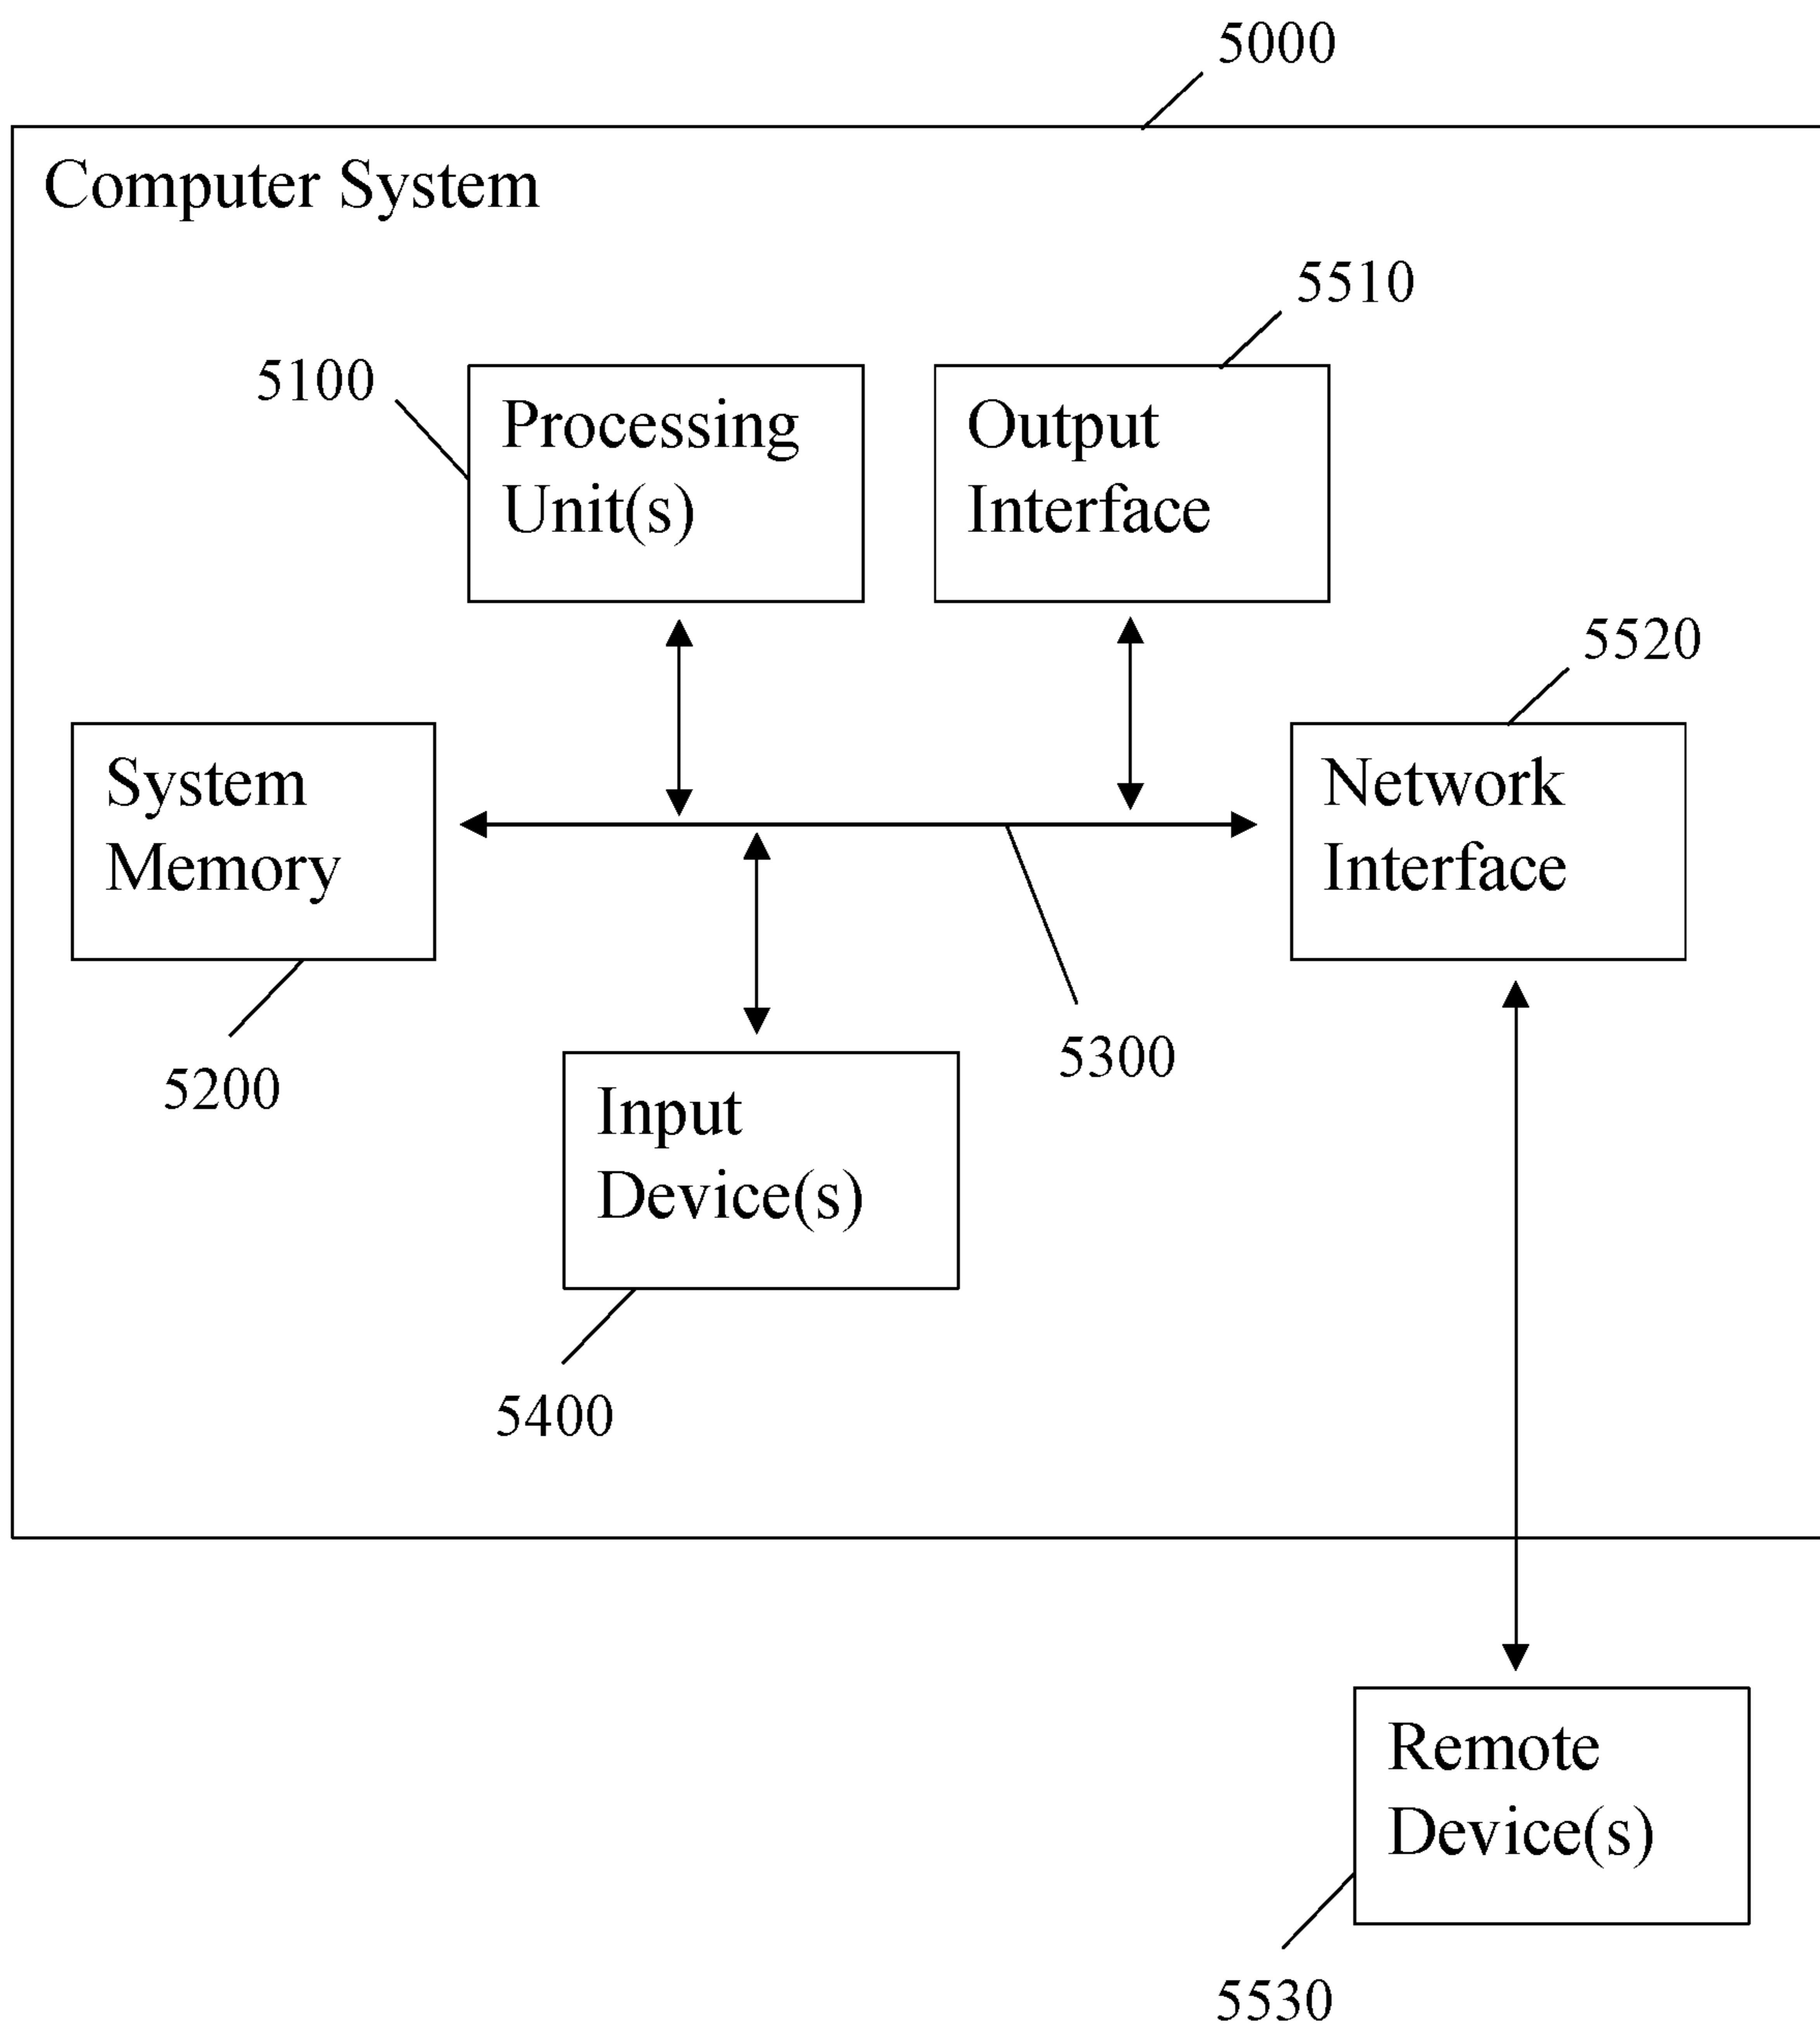 5000
Computer System
5510
5100
Processing
Unit(s)
Output
Interface
5520
System
Memory
Network
Interface
5300
5200
Input
Device(s)
5400
Remote
Device(s)
5530